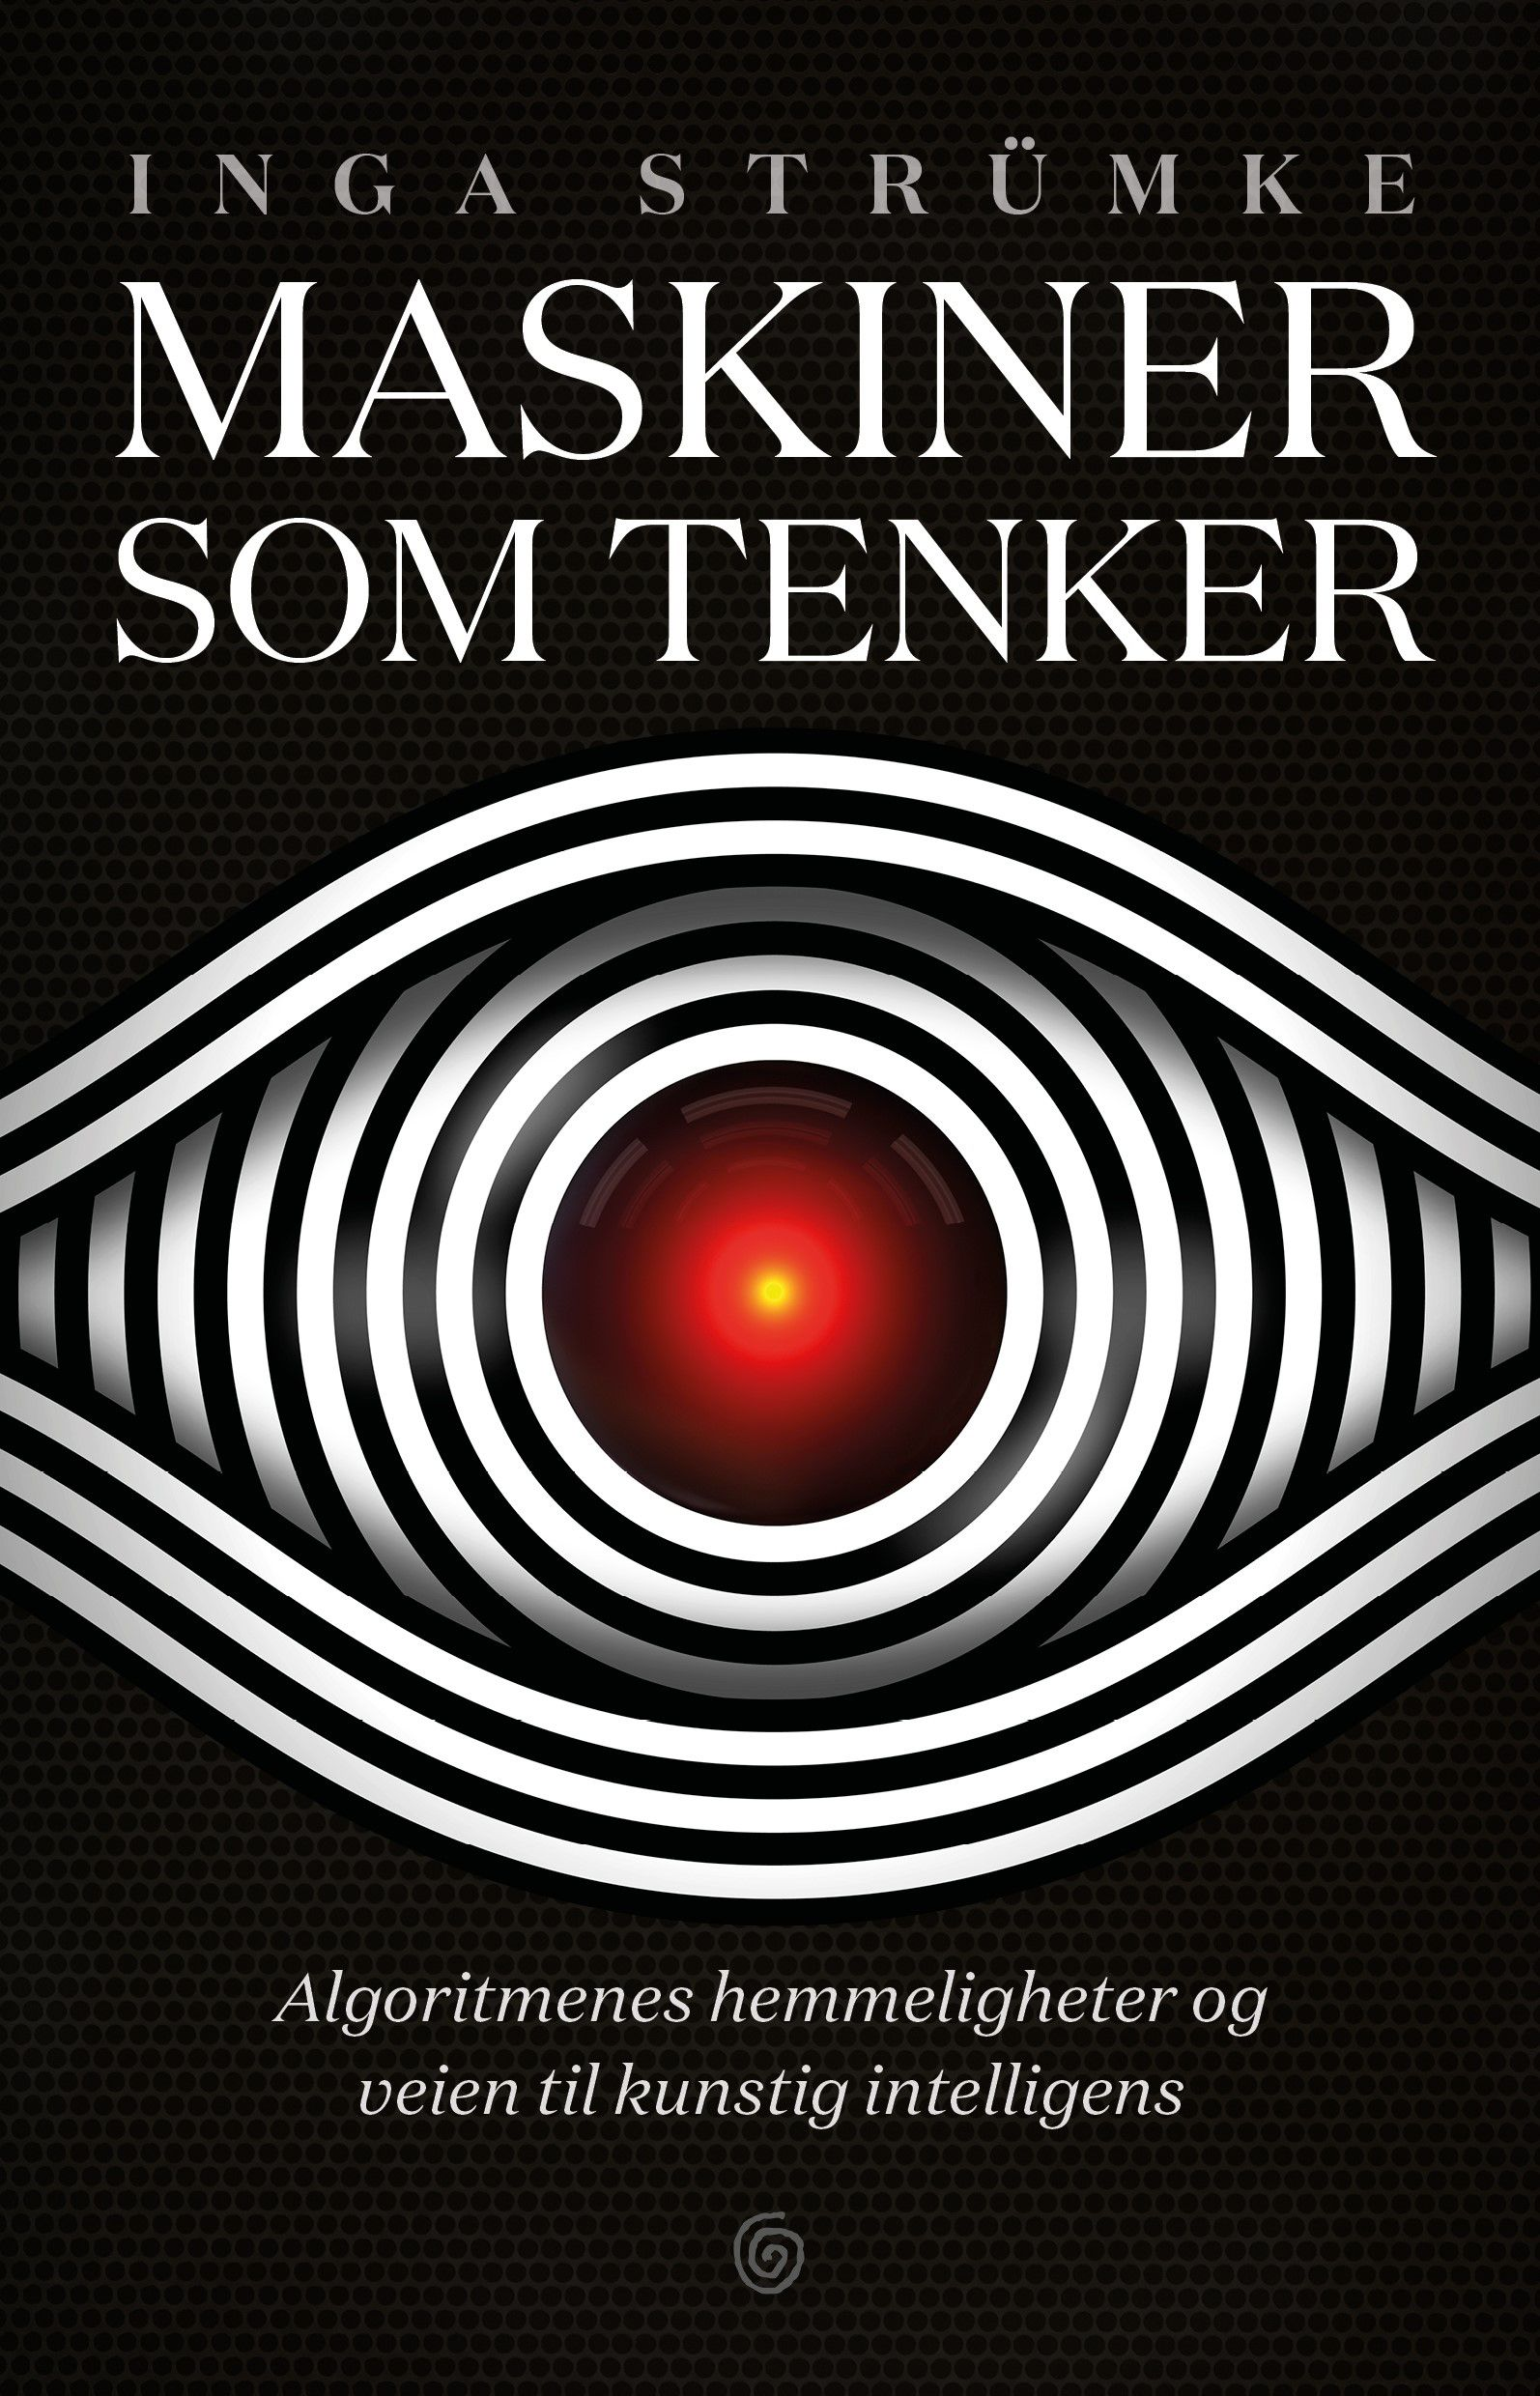 INGA STRÜMKE
MASKINER
SOM TENKER
Algoritmenes hemmeligheter og
veien til kunstig intelligens